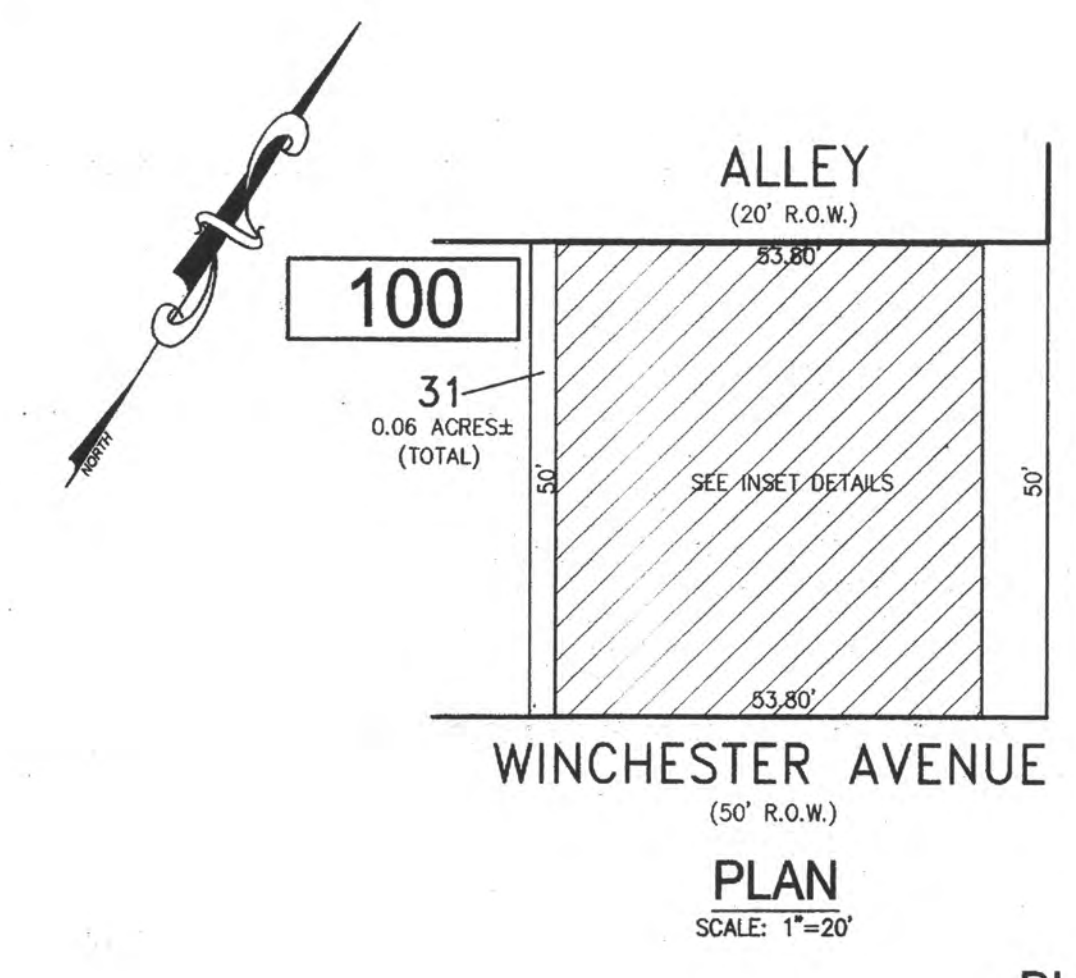 ALLEY
(20' R.O.W.)
53.80'
100
31
0.06 ACRES±
(TOTAL)
NORTH
50'
SEE INSET DETAILS
50'
53.80'
WINCHESTER AVENUE
(50' R.O.W.)
PLAN
SCALE: 1"=20'